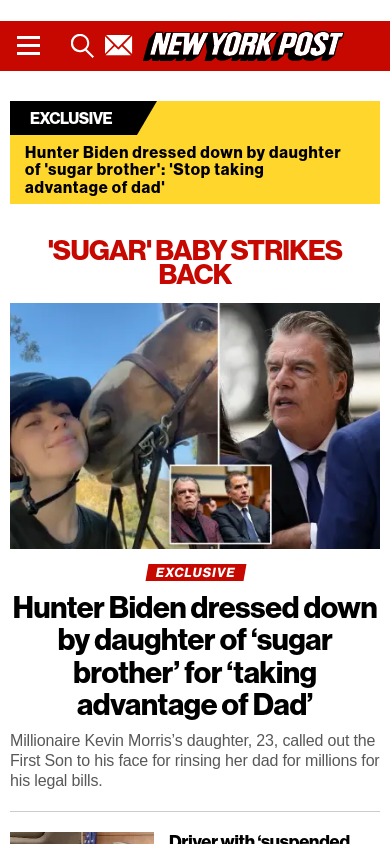 NEW YORK POST
EXCLUSIVE
Hunter Biden dressed down by daughter
of 'sugar brother': 'Stop taking
advantage of dad'
'SUGAR' BABY STRIKES
BACK
EXCLUSIVE
Hunter Biden dressed down
by daughter of ‘sugar
brother’ for ‘taking
advantage of Dad’
Millionaire Kevin Morris’s daughter, 23, called out the
First Son to his face for rinsing her dad for millions for
his legal bills.
Driver with ‘suspended